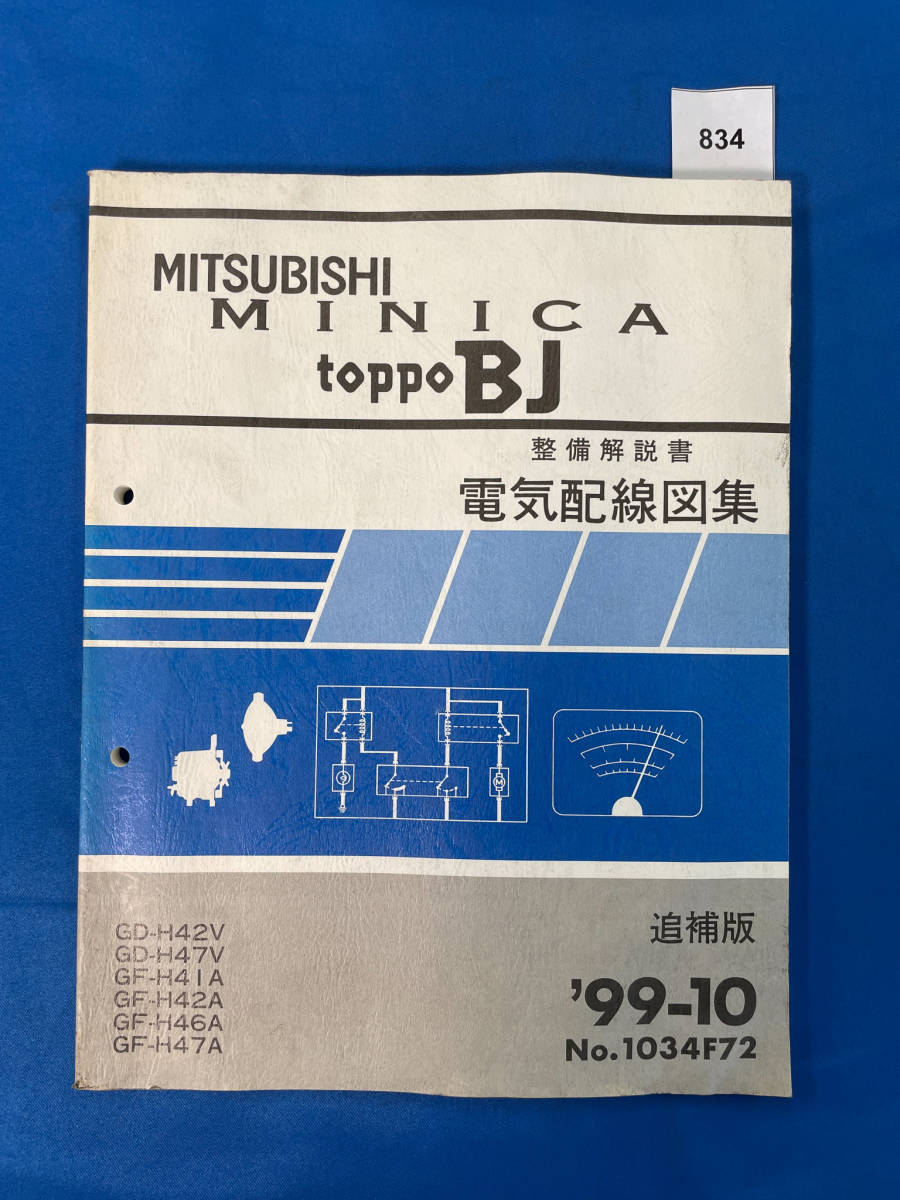 834
MITSUBISHI
MINICA
toppo BJ
整備解説書
電気配線図集
M
GD-H42V
GD-H47V
GF-H41A
GF-H42A
GF-H46A
GF-H47A
追補版
'99-10
No.1034F72